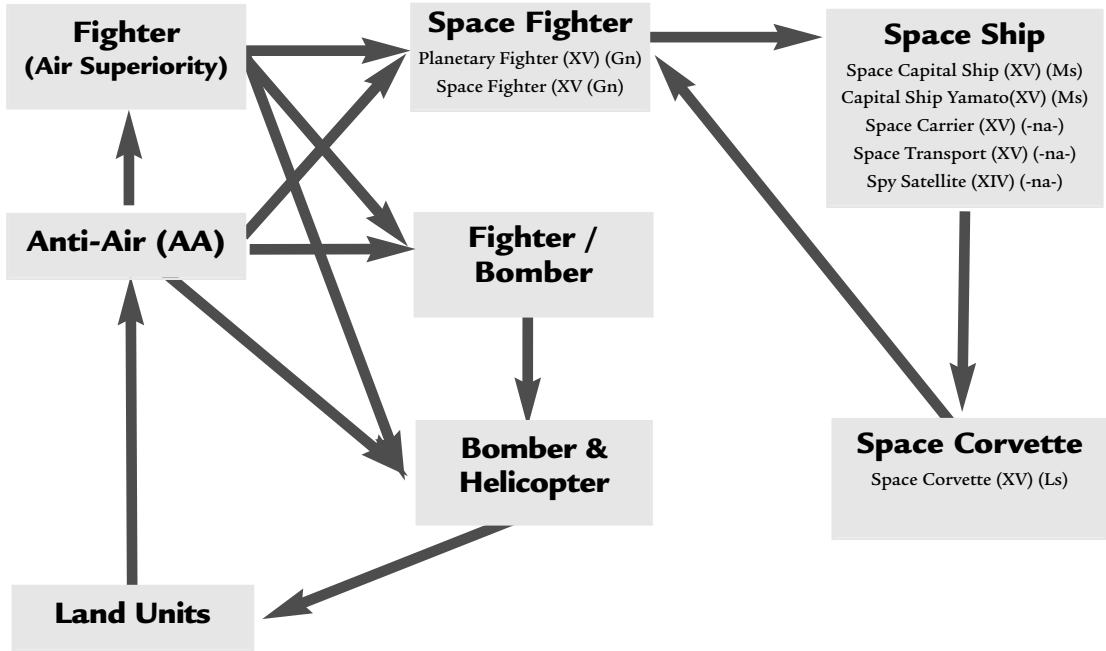 Fighter
(Air Superiority)
Space Fighter
Planetary Fighter (XV) (Gn)
Space Fighter (XV (Gn)
Space Ship
Space Capital Ship (XV) (Ms)
Capital Ship Yamato(XV) (Ms)
Space Carrier (XV) (-na-)
Space Transport (XV) (-na-)
Spy Satellite (XIV) (-na-)
Anti-Air (AA)
Fighter /
Bomber
Bomber &
Helicopter
Space Corvette
Space Corvette (XV) (Ls)
Land Units